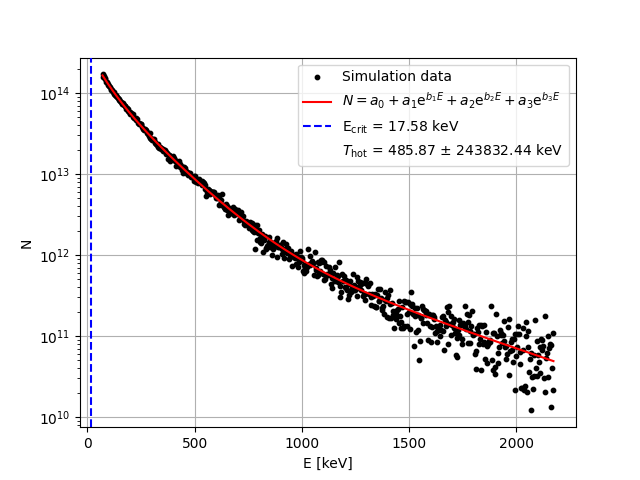 Simulation data
N = a₀ + a₁e^{b₁E} + a₂e^{b₂E} + a₃e^{b₃E}
E_crit = 17.58 keV
T_hot = 485.87 ± 243832.44 keV
10¹⁴
10¹³
10¹²
10¹¹
10¹⁰
N
0 500 1000 1500 2000
E [keV]